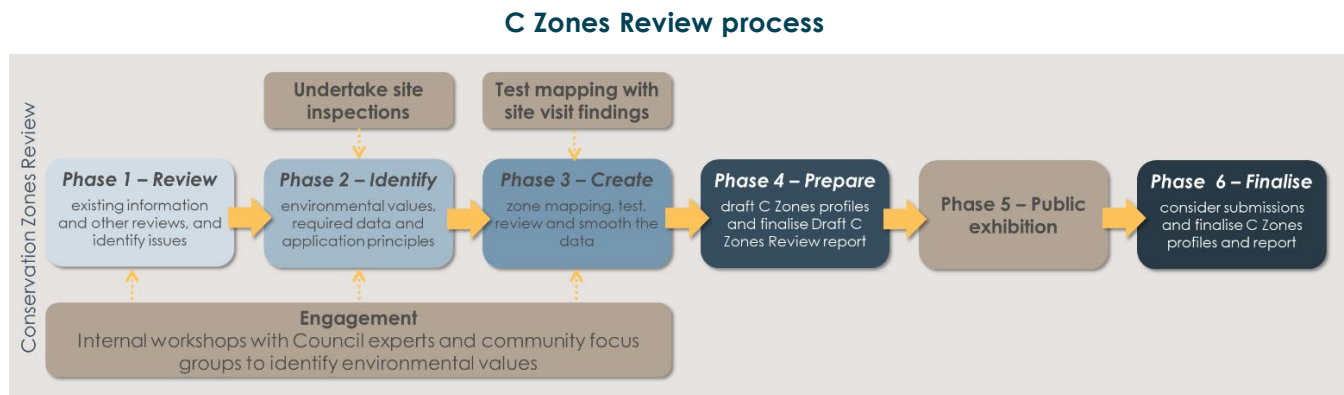 C Zones Review process
Conservation Zones Review
Undertake site
inspections
Test mapping with
site visit findings
Phase 1 – Review
existing information
and other reviews, and
identify issues
Phase 2 – Identify
environmental values,
required data and
application principles
Phase 3 – Create
zone mapping, test,
review and smooth the
data
Phase 4 – Prepare
draft C Zones profiles
and finalise Draft C
Zones Review report
Phase 5 – Public
exhibition
Phase 6 – Finalise
consider submissions
and finalise C Zones
profiles and report
Engagement
Internal workshops with Council experts and community focus
groups to identify environmental values